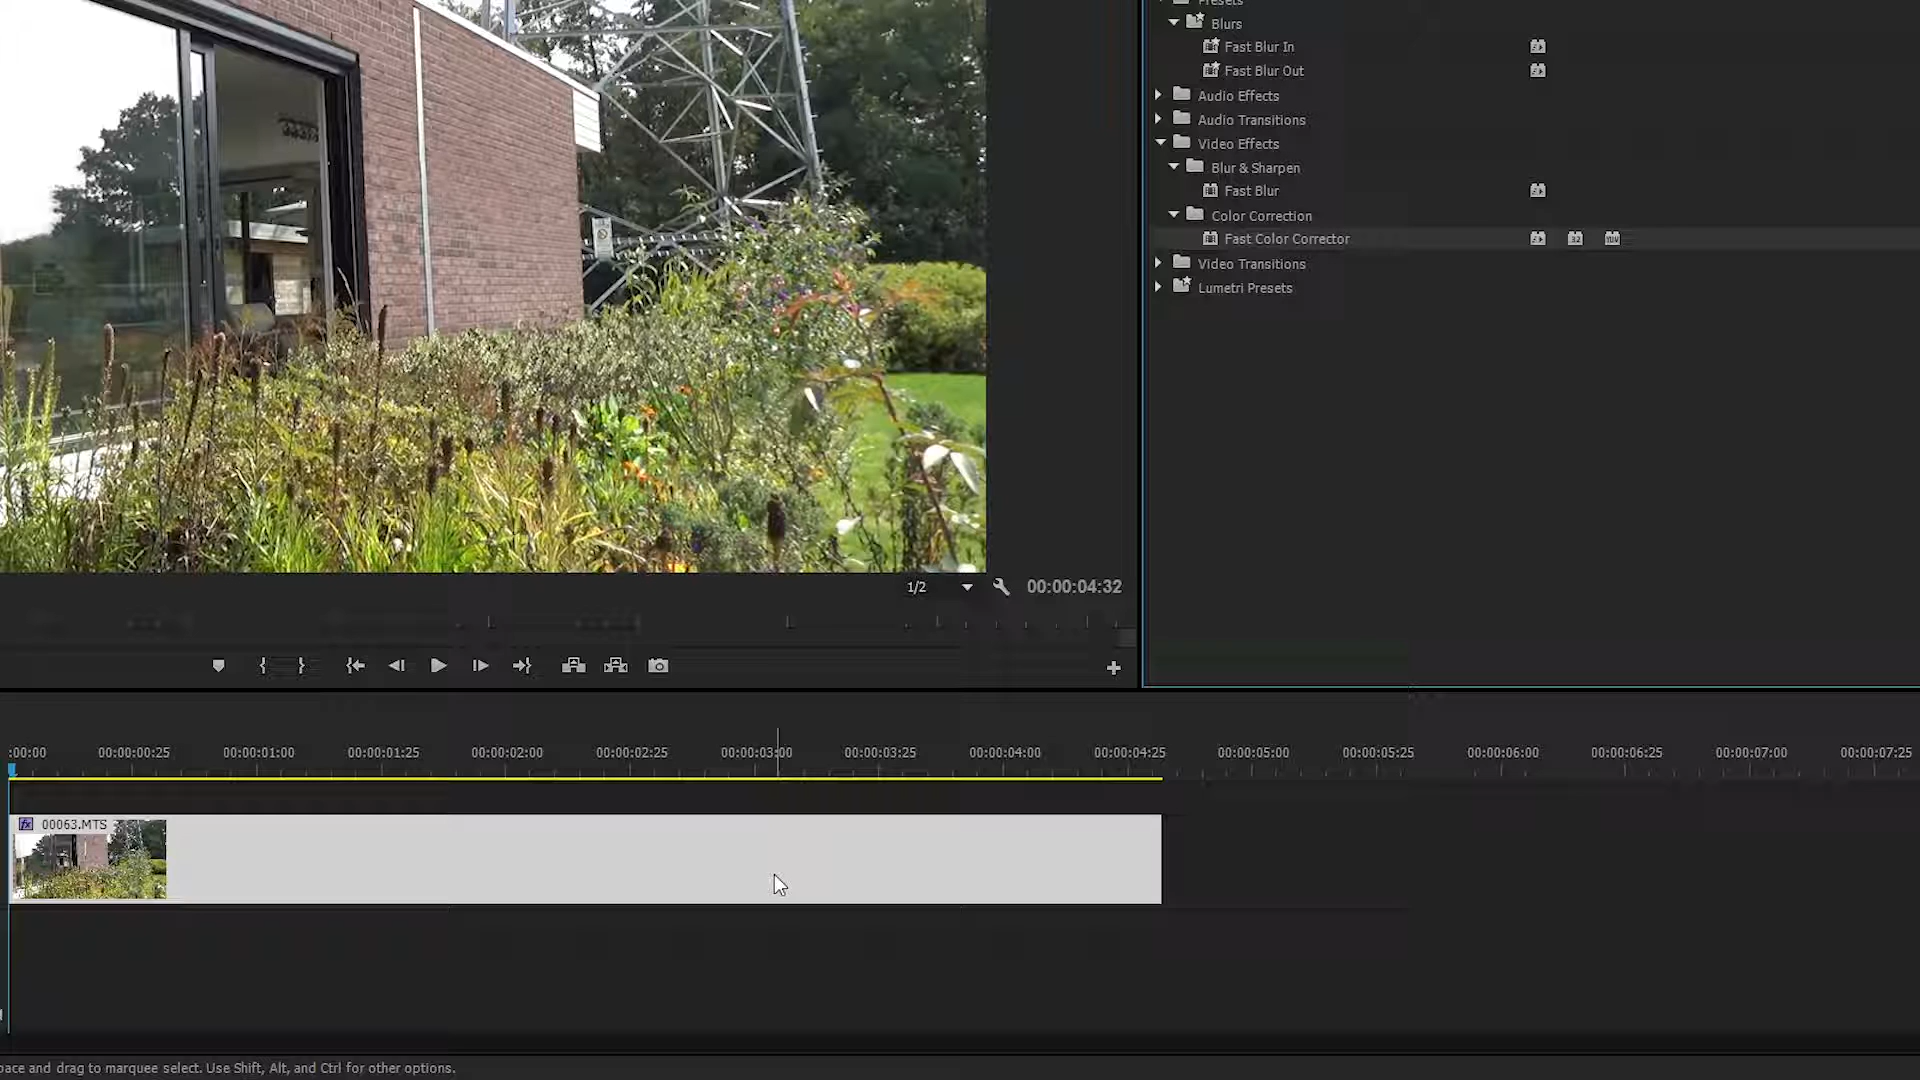 Presets
Blurs
Fast Blur In
Fast Blur Out
Audio Effects
Audio Transitions
Video Effects
Blur & Sharpen
Fast Blur
Color Correction
Fast Color Corrector
Video Transitions
Lumetri Presets
1/2
00:00:04:32
:00:00 00:00:00:25 00:00:01:00 00:00:01:25 00:00:02:00 00:00:02:25 00:00:03:00 00:00:03:25 00:00:04:00 00:00:04:25 00:00:05:00 00:00:05:25 00:00:06:00 00:00:06:25 00:00:07:00 00:00:07:25
fx 00063.MTS
pace and drag to marquee select. Use Shift, Alt, and Ctrl for other options.